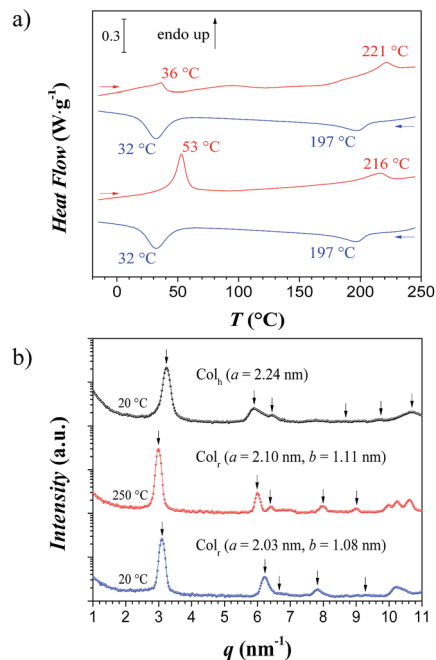 a)
0.3
endo up
221 °C
36 °C
32 °C
53 °C
197 °C
216 °C
32 °C
197 °C
Heat Flow (W·g⁻¹)
0 50 100 150 200 250
T (°C)
b)
Colₕ (a = 2.24 nm)
20 °C
Colᵣ (a = 2.10 nm, b = 1.11 nm)
250 °C
Colᵣ (a = 2.03 nm, b = 1.08 nm)
20 °C
Intensity (a.u.)
1 2 3 4 5 6 7 8 9 10 11
q (nm⁻¹)